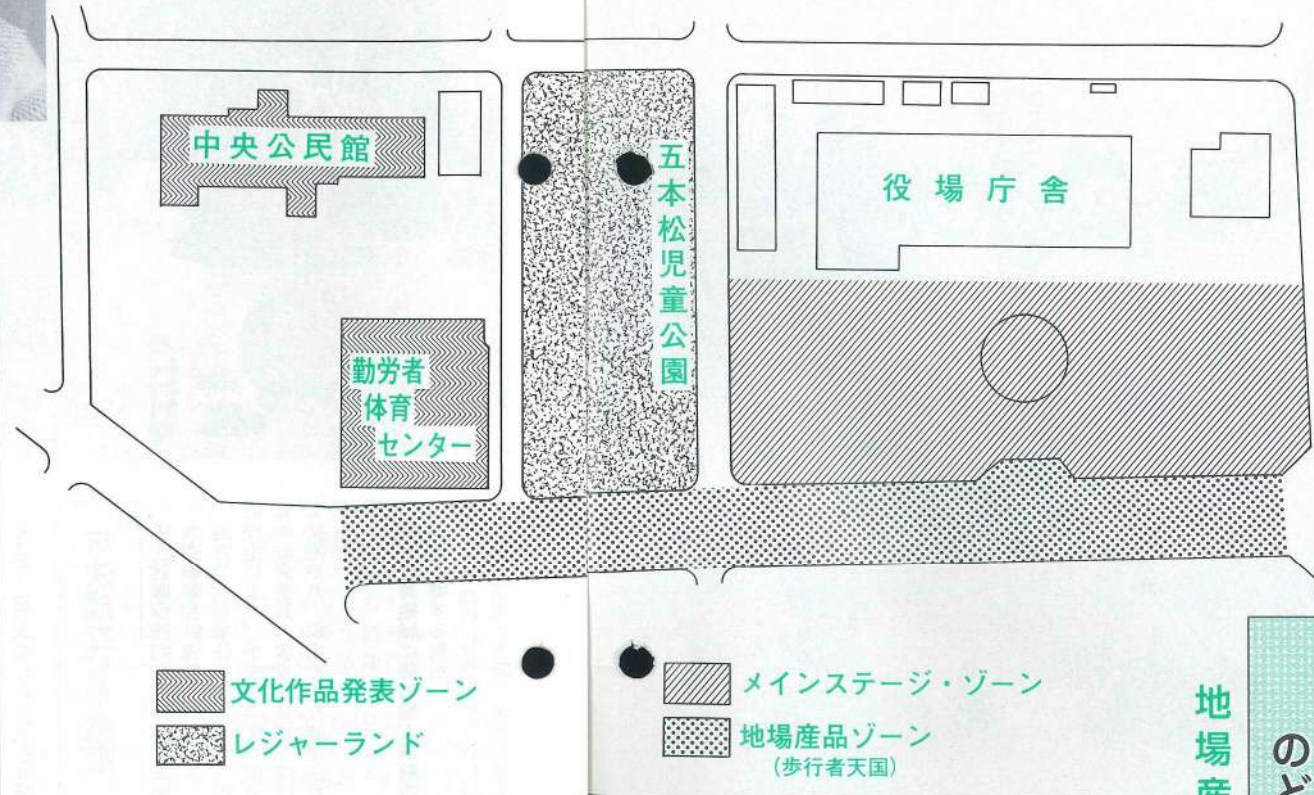 中央公民館
五本松児童公園
役場庁舎
勤労者
体育
センター
文化作品発表ゾーン
レジャーランド
メインステージ・ゾーン
地場産品ゾーン
(歩行者天国)
地場産
のど